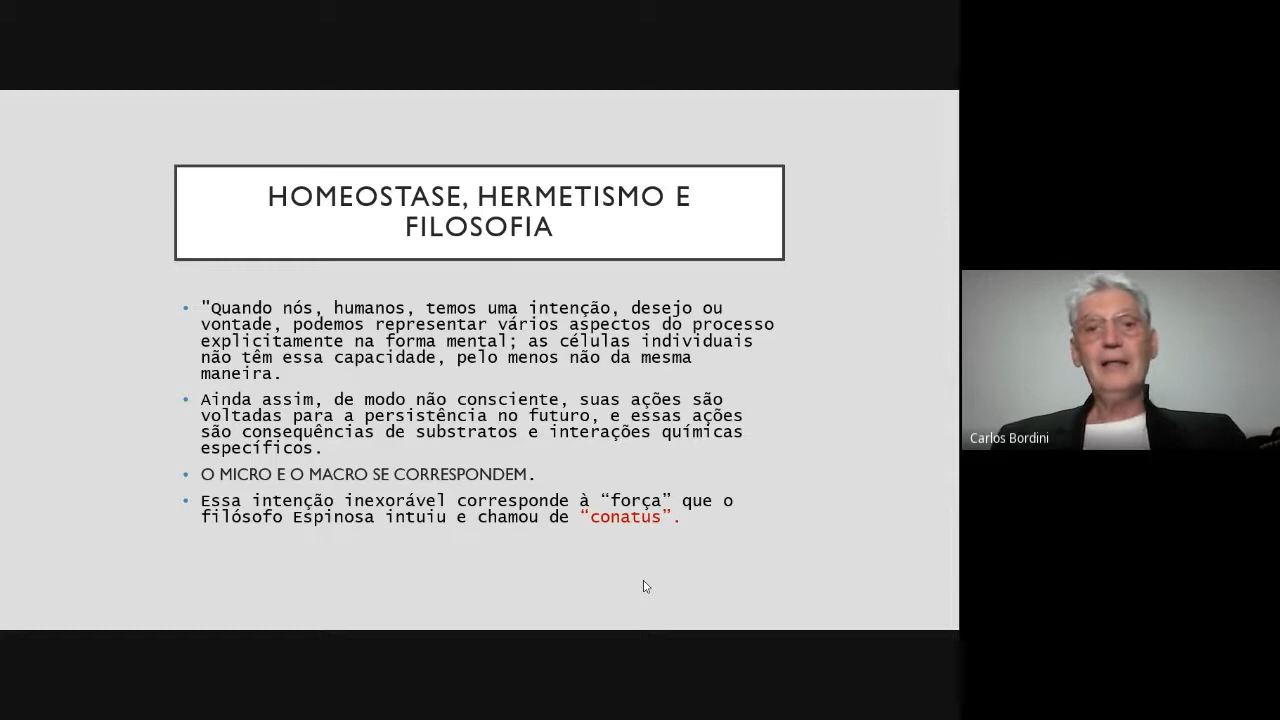 HOMEOSTASE, HERMETISMO E
FILOSOFIA
• "Quando nós, humanos, temos uma intenção, desejo ou
vontade, podemos representar vários aspectos do processo
explicitamente na forma mental; as células individuais
não têm essa capacidade, pelo menos não da mesma
maneira.
• Ainda assim, de modo não consciente, suas ações são
voltadas para a persistência no futuro, e essas ações
são consequências de substratos e interações químicas
específicos.
• O MICRO E O MACRO SE CORRESPONDEM.
• Essa intenção inexorável corresponde à “força” que o
filósofo Espinosa intuiu e chamou de “conatus”.
Carlos Bordini